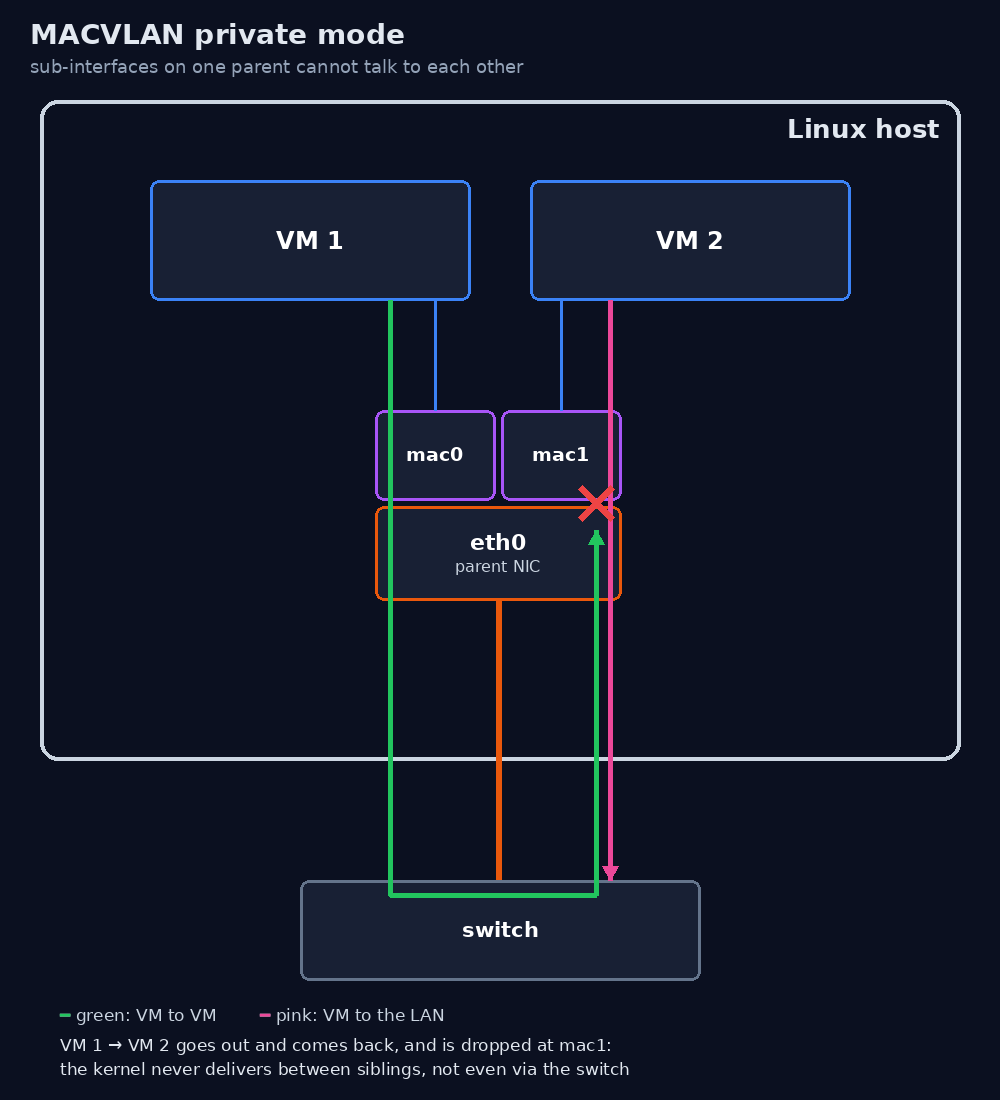 MACVLAN private mode
sub-interfaces on one parent cannot talk to each other
Linux host
VM 1
VM 2
mac0
mac1
eth0
parent NIC
switch
green: VM to VM
pink: VM to the LAN
VM 1 → VM 2 goes out and comes back, and is dropped at mac1:
the kernel never delivers between siblings, not even via the switch